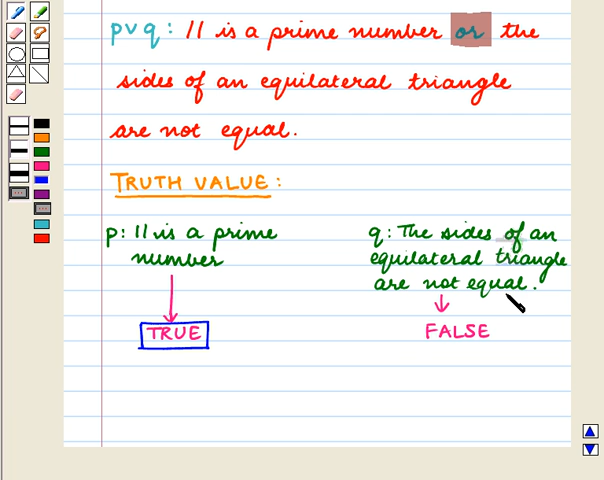 p∨q: 11 is a prime number or the
sides of an equilateral triangle
are not equal.
TRUTH VALUE:
p: 11 is a prime
number
q: The sides of an
equilateral triangle
are not equal.
TRUE
FALSE